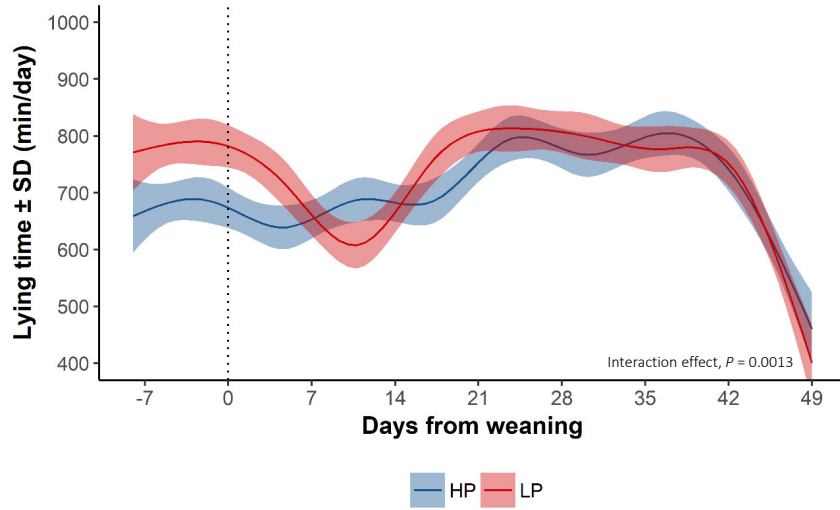 Lying time ± SD (min/day)
1000
900
800
700
600
500
400
Interaction effect, P = 0.0013
-7 0 7 14 21 28 35 42 49
Days from weaning
HP LP